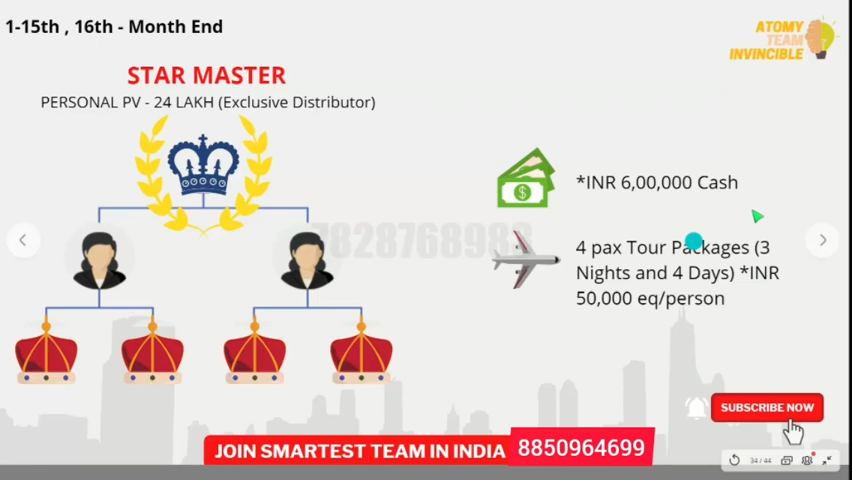 1-15th , 16th - Month End
ATOMY
TEAM
INVINCIBLE
STAR MASTER
PERSONAL PV - 24 LAKH (Exclusive Distributor)
*INR 6,00,000 Cash
4 pax Tour Packages (3
Nights and 4 Days) *INR
50,000 eq/person
SUBSCRIBE NOW
JOIN SMARTEST TEAM IN INDIA 8850964699
34 / 44